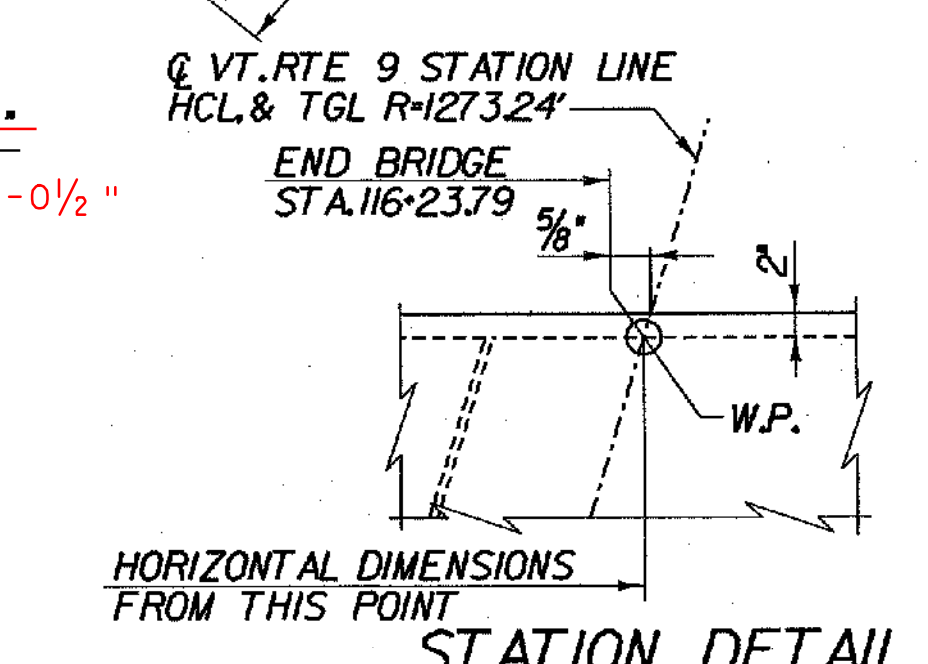 ℄ VT.RTE 9 STATION LINE
HCL.& TGL R=1273.24'
"
-0½ "
END BRIDGE
STA.116+23.79
5/8"
2"
W.P.
HORIZONTAL DIMENSIONS
FROM THIS POINT
STATION DETAIL